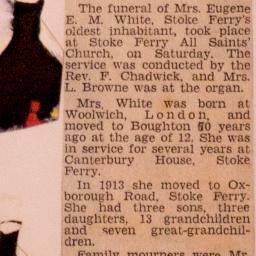 The funeral of Mrs. Eugene
E. M. White, Stoke Ferry's
oldest inhabitant, took place
at Stoke Ferry All Saints'
Church, on Saturday. The
service was conducted by the
Rev. F. Chadwick, and Mrs.
L. Browne was at the organ.
Mrs. White was born at
Woolwich, London, and
moved to Boughton years
ago at the age of 12. She was
in service for several years at
Canterbury House, Stoke
Ferry.
In 1913 she moved to Ox-
borough Road, Stoke Ferry.
She had three sons, three
daughters, 13 grandchildren
and seven great-grandchil-
dren.
Family mourners were Mr.